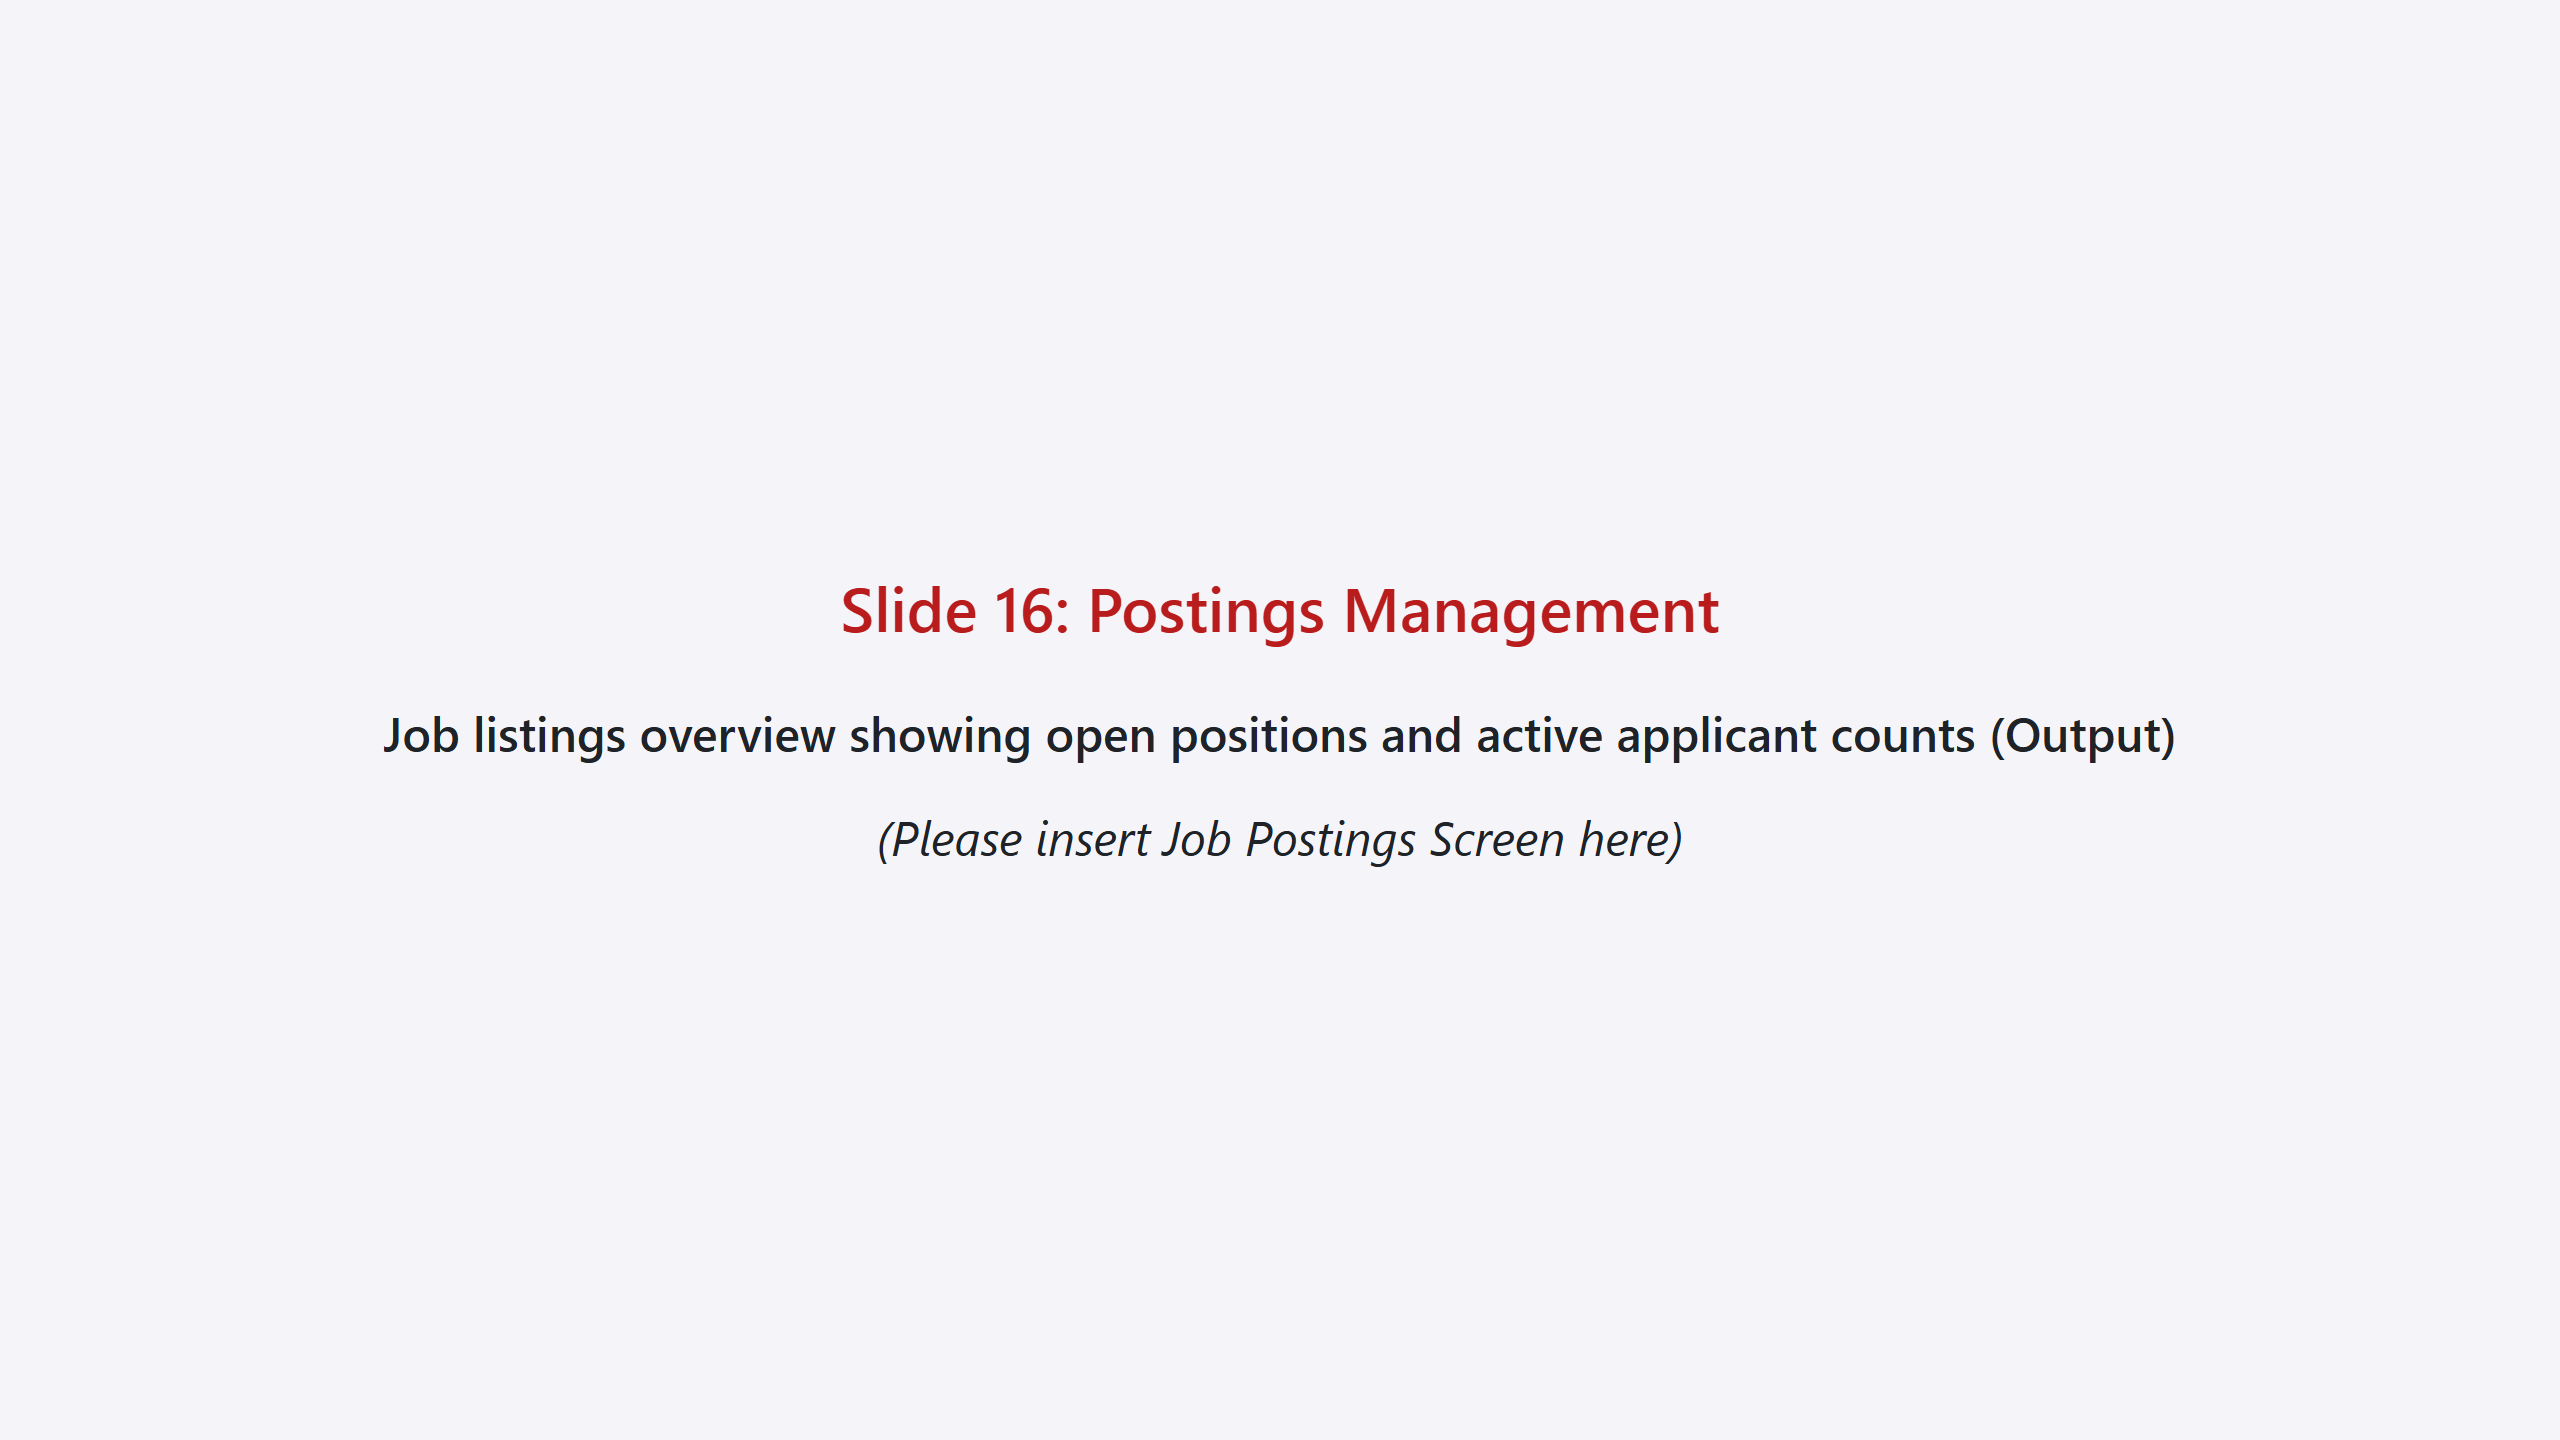 Slide 16: Postings Management
Job listings overview showing open positions and active applicant counts (Output)
(Please insert Job Postings Screen here)